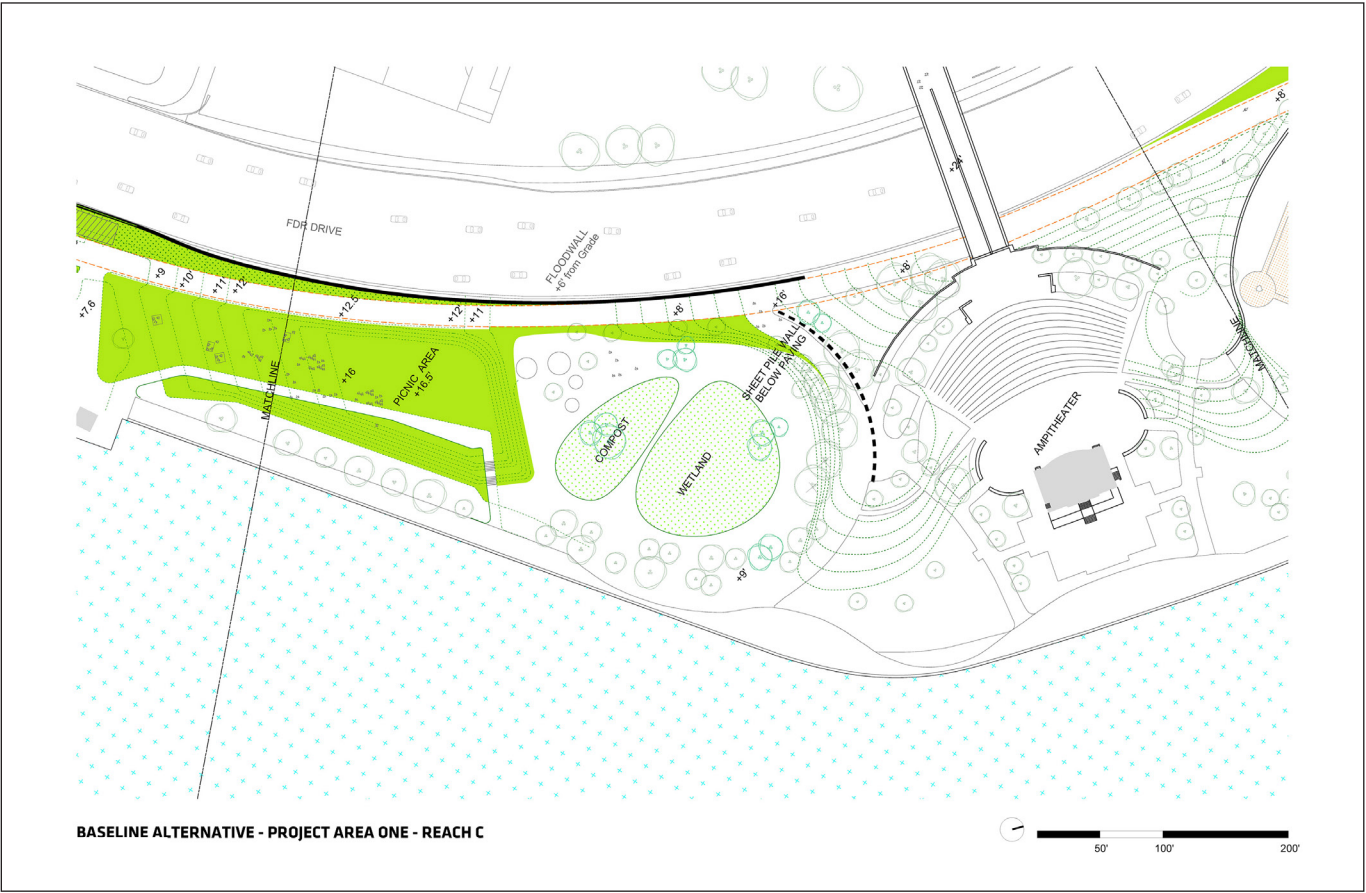 +8'
+24'
FDR DRIVE
FLOODWALL
+6' from Grade
+7.6
+9
+10'
+11'
+12'
+12.5'
+12'
+11
+8'
+16'
+8'
MATCHLINE
+16
PICNIC AREA
+16.5'
SHEET PILE WALL
BELOW PAVING
MATCHLINE
COMPOST
WETLAND
AMPITHEATER
+9'
BASELINE ALTERNATIVE - PROJECT AREA ONE - REACH C
50'
100'
200'